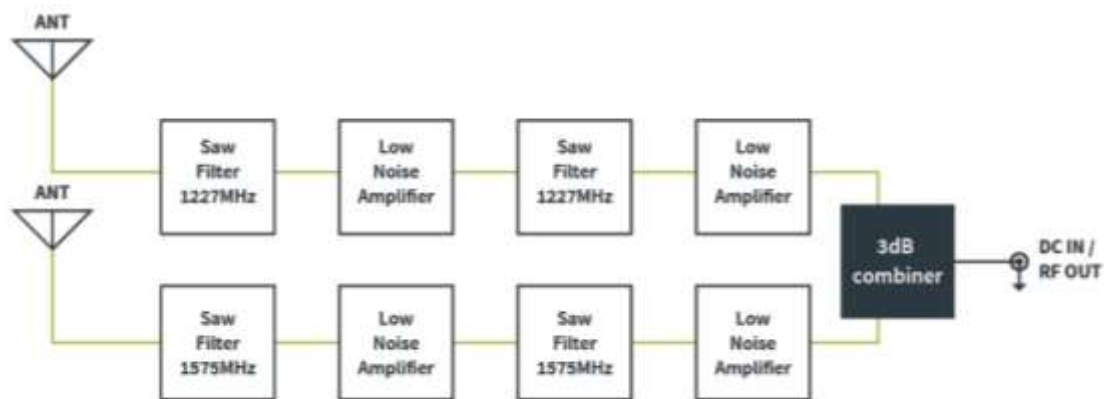 ANT
Saw
Filter
1227MHz
Low
Noise
Amplifier
Saw
Filter
1227MHz
Low
Noise
Amplifier
ANT
3dB
combiner
DC IN /
RF OUT
Saw
Filter
1575MHz
Low
Noise
Amplifier
Saw
Filter
1575MHz
Low
Noise
Amplifier